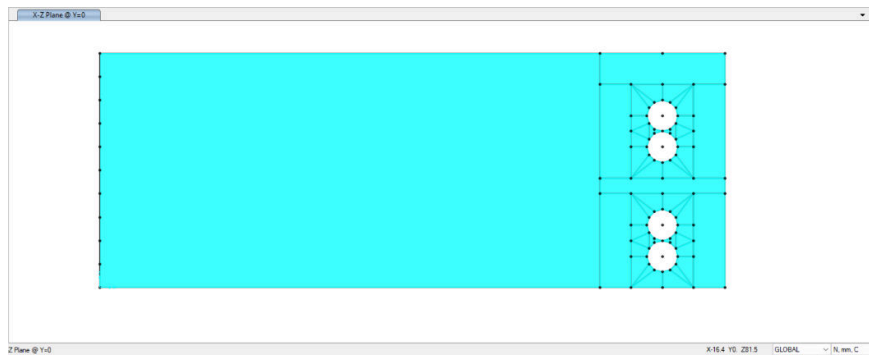 X-Z Plane @ Y=0
Z Plane @ Y=0 X-16.4 Y0. Z81.5 GLOBAL N, mm, C